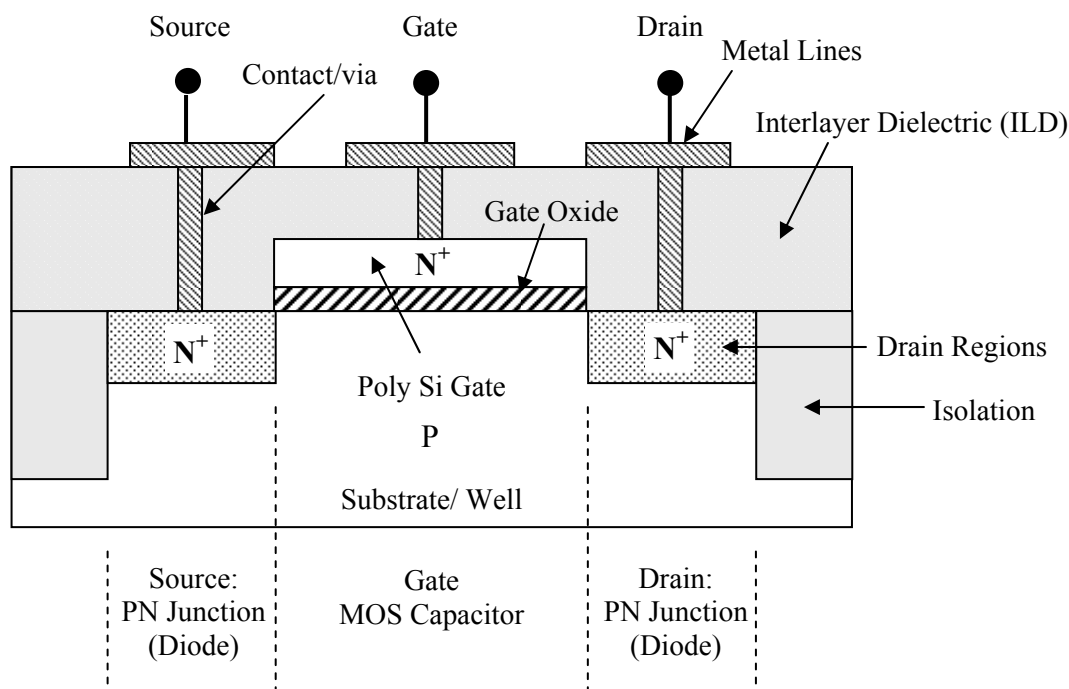 Source
Gate
Drain
Metal Lines
Contact/via
Interlayer Dielectric (ILD)
Gate Oxide
N+
N+
N+
Drain Regions
Poly Si Gate
Isolation
P
Substrate/ Well
Source:
PN Junction
(Diode)
Gate
MOS Capacitor
Drain:
PN Junction
(Diode)